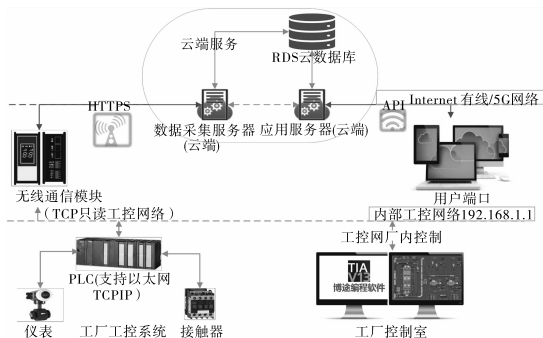 云端服务
RDS云数据库
HTTPS
API
Internet 有线/5G网络
数据采集服务器
(云端)
应用服务器(云端)
无线通信模块
（TCP只读工控网络）
用户端口
内部工控网络192.168.1.1
工控网厂内控制
PLC(支持以太网
TCPIP）
TIA
V13
博途编程软件
仪表
工厂工控系统
接触器
工厂控制室